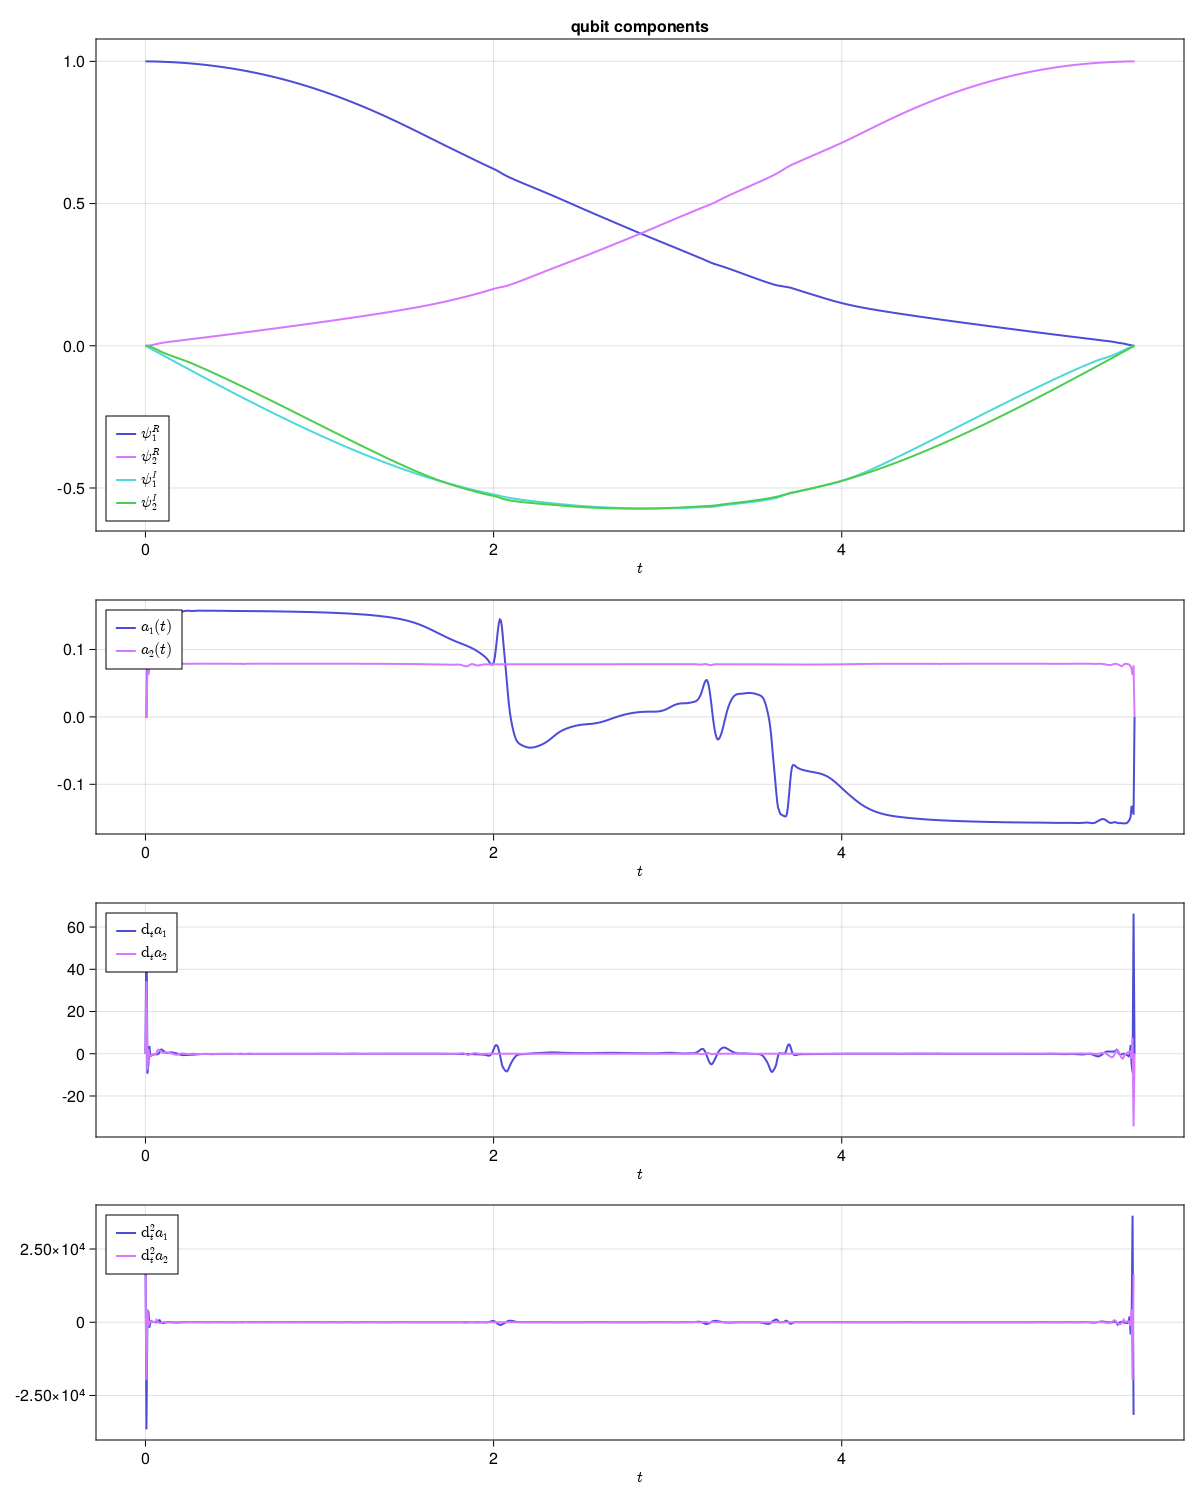 qubit components
1.0
0.5
0.0
-0.5
ψ₁ᴿ
ψ₂ᴿ
ψ₁ᴵ
ψ₂ᴵ
0 2 4
t
0.1
0.0
-0.1
a₁(t)
a₂(t)
0 2 4
t
60
40
20
0
-20
dₜa₁
dₜa₂
0 2 4
t
2.50×10⁴
0
-2.50×10⁴
dₜ²a₁
dₜ²a₂
0 2 4
t